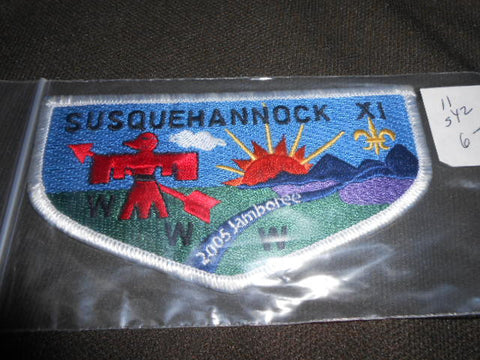 SUSQUEHANNOCK XI
W W W
2005 Jamboree
11
S42
6-